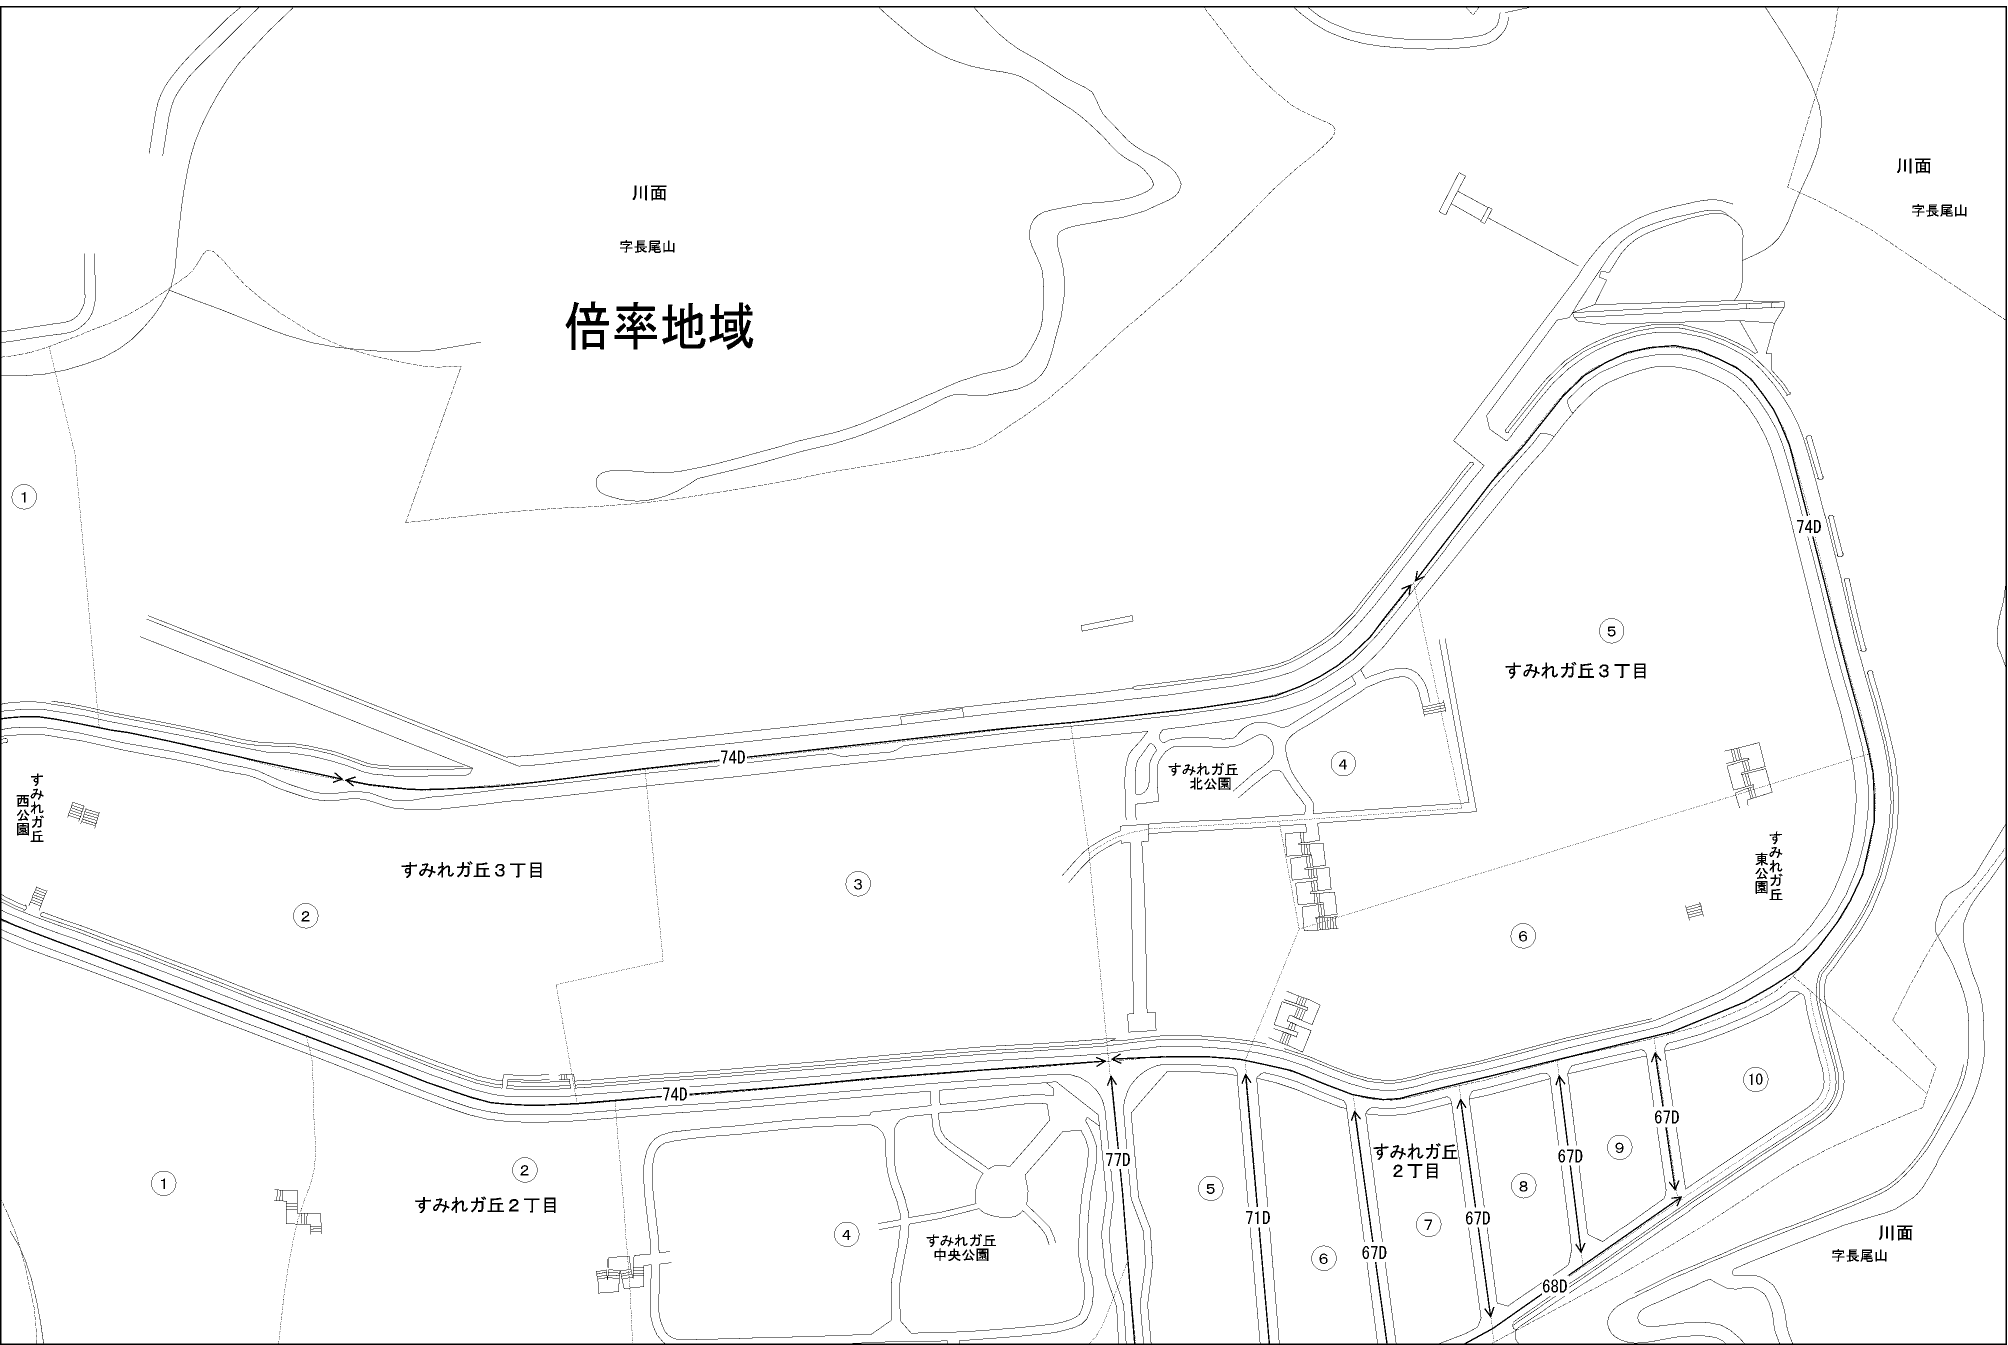 川面
字長尾山
川面
字長尾山
倍率地域
①
74D
⑤
すみれガ丘３丁目
74D
すみれガ丘
北公園
④
すみれガ丘
西公園
すみれガ丘３丁目
③
②
すみれガ丘
東公園
⑥
74D
⑩
67D
77D
すみれガ丘
２丁目
67D
⑨
②
①
すみれガ丘２丁目
⑤
71D
⑧
67D
⑦
④
すみれガ丘
中央公園
67D
⑥
68D
川面
字長尾山